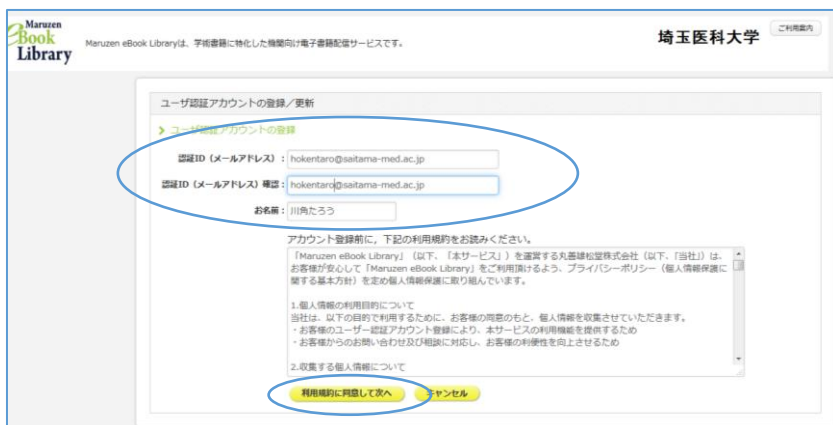 Maruzen
eBook
Library
Maruzen eBook Libraryは、学術書籍に特化した機関向け電子書籍配信サービスです。
埼玉医科大学
ご利用案内
ユーザ認証アカウントの登録／更新
ユーザ認証アカウントの登録
認証ID（メールアドレス）：hokentaro@saitama-med.ac.jp
認証ID（メールアドレス）確認：hokentaro@saitama-med.ac.jp
お名前：川角たろう
アカウント登録前に，下記の利用規約をお読みください。
「Maruzen eBook Library」（以下、「本サービス」）を運営する丸善雄松堂株式会社（以下、「当社」）は、
お客様が安心して「Maruzen eBook Library」をご利用頂けるよう、プライバシーポリシー（個人情報保護に
関する基本方針）を定め個人情報保護に取り組んでいます。
1.個人情報の利用目的について
当社は、以下の目的で利用するために、お客様の同意のもと、個人情報を収集させていただきます。
・お客様のユーザー認証アカウント登録により、本サービスの利用機能を提供するため
・お客様からのお問い合わせ及び相談に対応し、お客様の利便性を向上させるため
2.収集する個人情報について
利用規約に同意して次へ
キャンセル